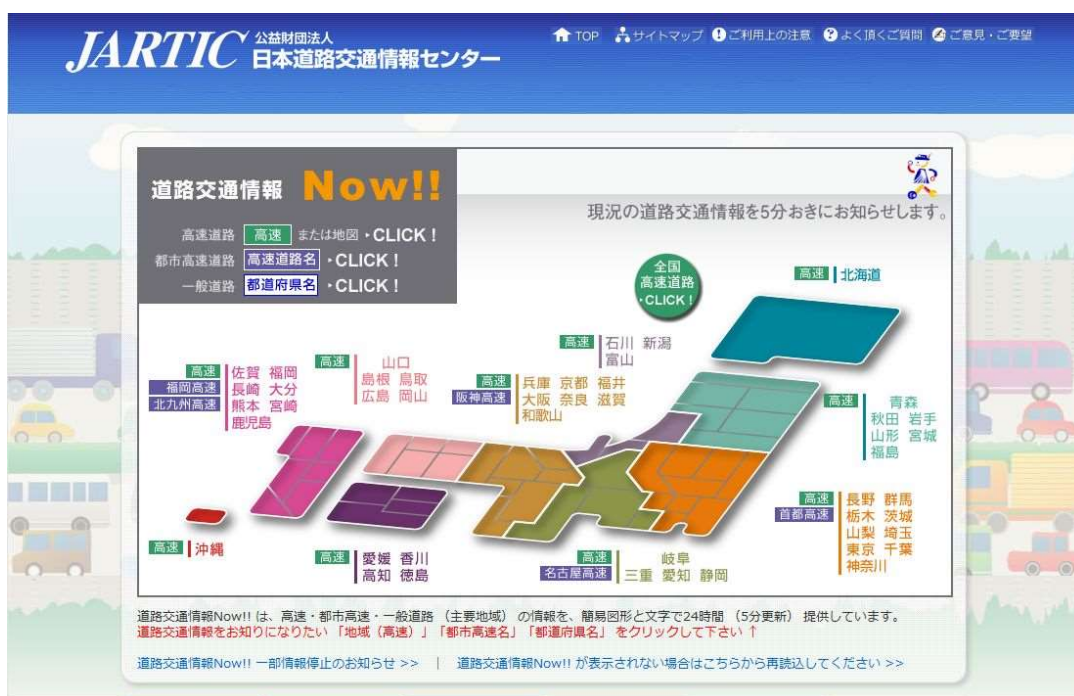 JARTIC 公益財団法人
日本道路交通情報センター
TOP サイトマップ ご利用上の注意 よく頂くご質問 ご意見・ご要望
道路交通情報 Now!!
高速道路 高速 または地図・CLICK!
都市高速道路 高速道路名・CLICK!
一般道路 都道府県名・CLICK!
現況の道路交通情報を5分おきにお知らせします。
全国
高速道路
・CLICK!
高速 北海道
高速 石川 新潟
富山
高速 山口
島根 鳥取
広島 岡山
高速 佐賀 福岡
福岡高速 長崎 大分
北九州高速 熊本 宮崎
鹿児島
高速 兵庫 京都 福井
阪神高速 大阪 奈良 滋賀
和歌山
高速 青森
秋田 岩手
山形 宮城
福島
高速 長野 群馬
首都高速 栃木 茨城
山梨 埼玉
東京 千葉
神奈川
高速 沖縄
高速 愛媛 香川
高知 徳島
高速 岐阜
名古屋高速 三重 愛知 静岡
道路交通情報Now!! は、高速・都市高速・一般道路 (主要地域) の情報を、簡易図形と文字で24時間 (5分更新) 提供しています。
道路交通情報をお知りになりたい 「地域 (高速) 」 「都市高速名」 「都道府県名」 をクリックして下さい ↑
道路交通情報Now!! 一部情報停止のお知らせ >> | 道路交通情報Now!! が表示されない場合はこちらから再読込してください >>